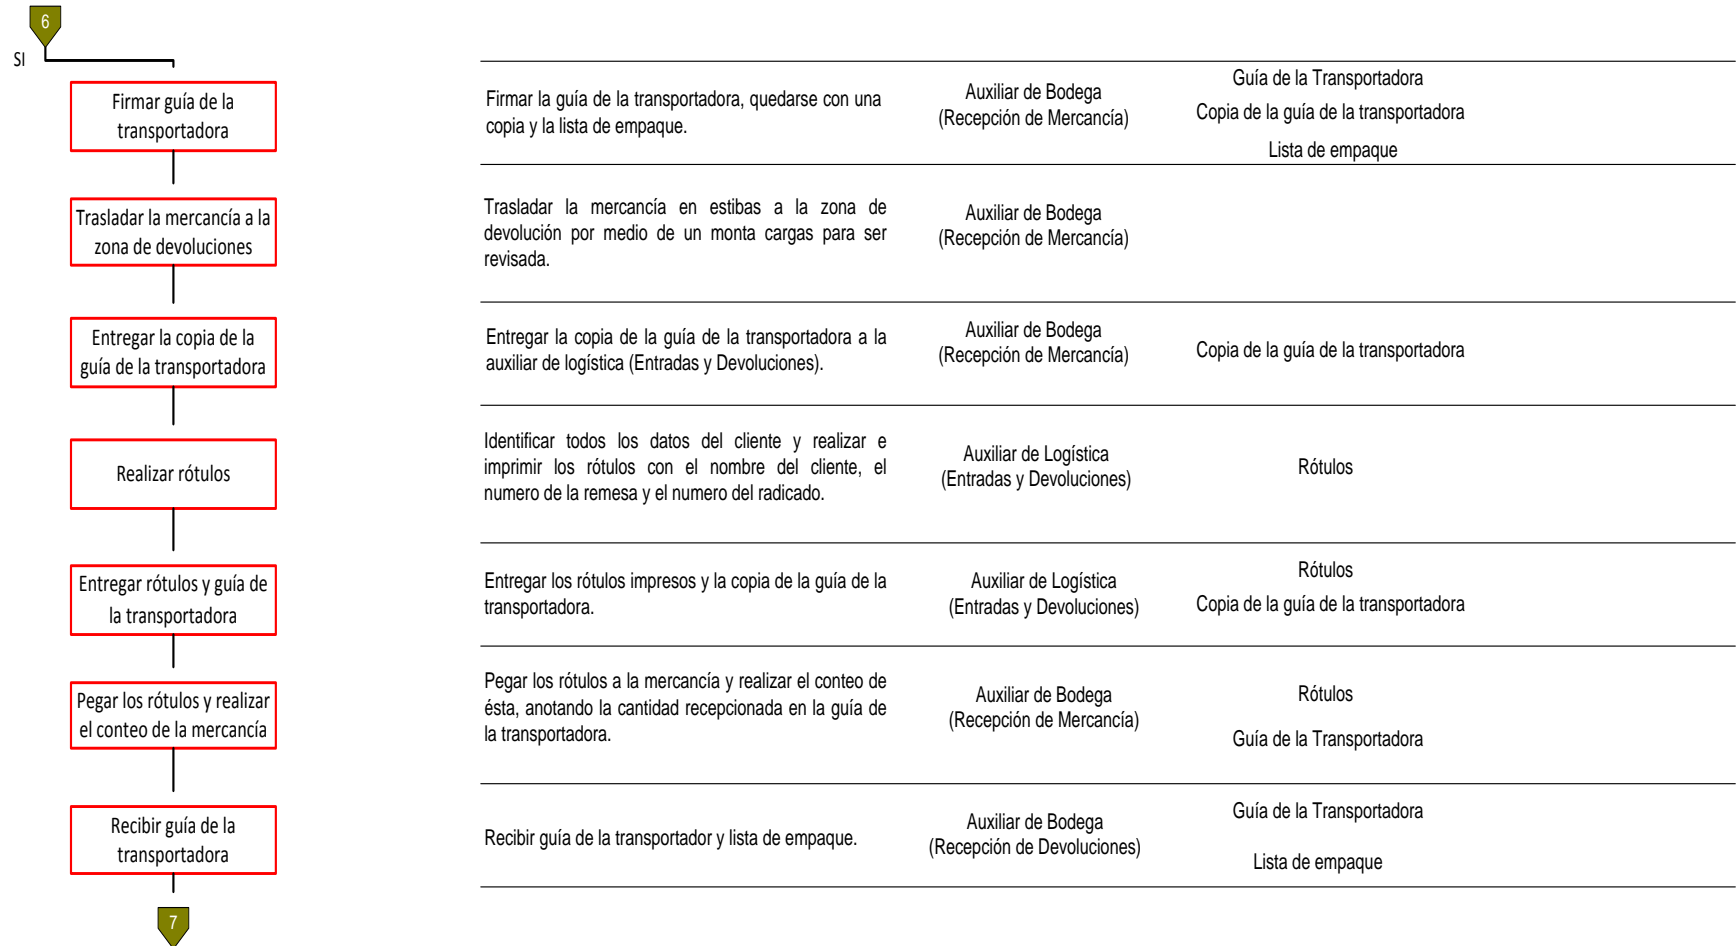 6
SI
Firmar guía de la
transportadora
Firmar la guía de la transportadora, quedarse con una
copia y la lista de empaque.
Auxiliar de Bodega
(Recepción de Mercancía)
Guía de la Transportadora
Copia de la guía de la transportadora
Lista de empaque
Trasladar la mercancía a la
zona de devoluciones
Trasladar la mercancía en estibas a la zona de
devolución por medio de un monta cargas para ser
revisada.
Auxiliar de Bodega
(Recepción de Mercancía)
Entregar la copia de la
guía de la transportadora
Entregar la copia de la guía de la transportadora a la
auxiliar de logística (Entradas y Devoluciones).
Auxiliar de Bodega
(Recepción de Mercancía)
Copia de la guía de la transportadora
Realizar rótulos
Identificar todos los datos del cliente y realizar e
imprimir los rótulos con el nombre del cliente, el
numero de la remesa y el numero del radicado.
Auxiliar de Logística
(Entradas y Devoluciones)
Rótulos
Entregar rótulos y guía de
la transportadora
Entregar los rótulos impresos y la copia de la guía de la
transportadora.
Auxiliar de Logística
(Entradas y Devoluciones)
Rótulos
Copia de la guía de la transportadora
Pegar los rótulos y realizar
el conteo de la mercancía
Pegar los rótulos a la mercancía y realizar el conteo de
ésta, anotando la cantidad recepcionada en la guía de
la transportadora.
Auxiliar de Bodega
(Recepción de Mercancía)
Rótulos
Guía de la Transportadora
Recibir guía de la
transportadora
Recibir guía de la transportador y lista de empaque.
Auxiliar de Bodega
(Recepción de Devoluciones)
Guía de la Transportadora
Lista de empaque
7